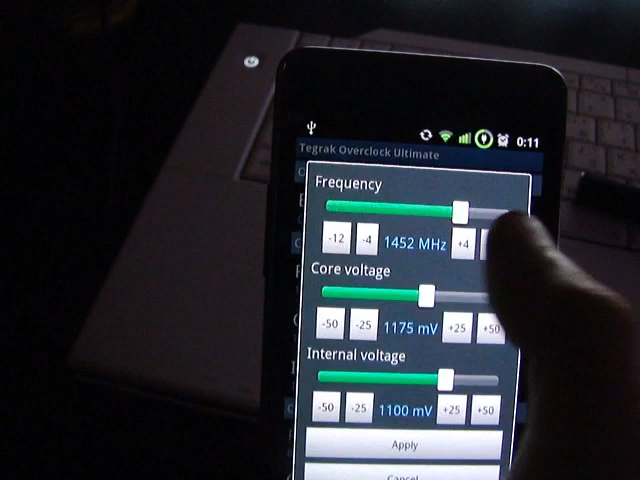 0:11
Tegrak Overclock Ultimate
Frequency
-12 -4 1452 MHz +4
Core voltage
-50 -25 1175 mV +25 +50
Internal voltage
-50 -25 1100 mV +25 +50
Apply
Cancel